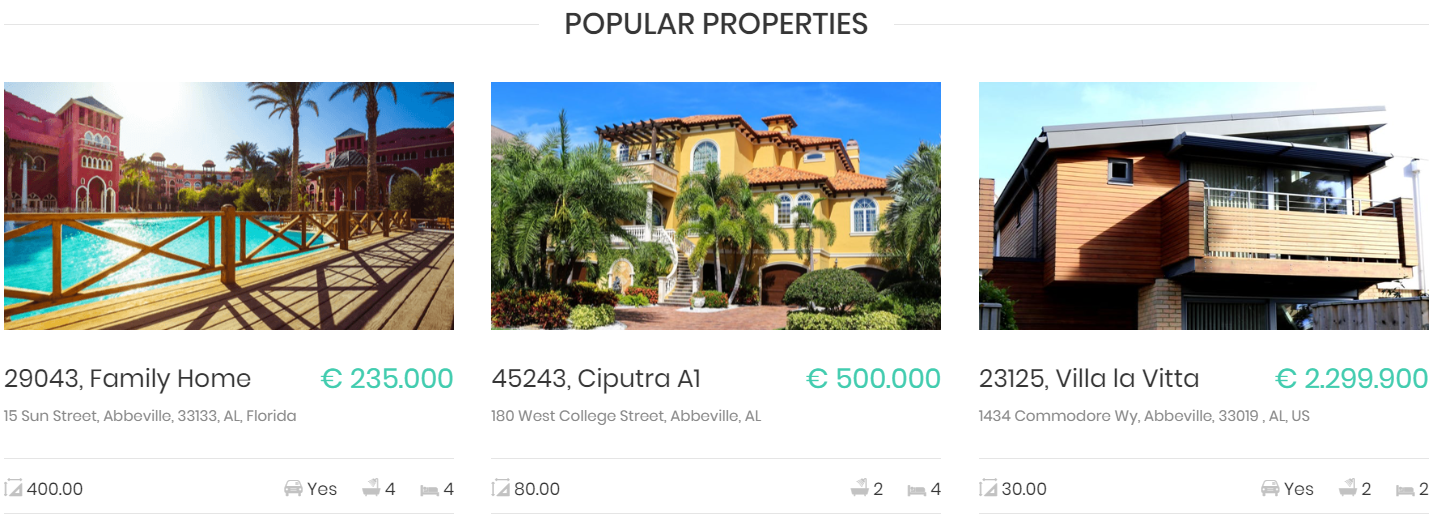 POPULAR PROPERTIES
29043, Family Home € 235.000
15 Sun Street, Abbeville, 33133, AL, Florida
400.00 Yes 4 4
45243, Ciputra A1 € 500.000
180 West College Street, Abbeville, AL
80.00 2 4
23125, Villa la Vitta € 2.299.900
1434 Commodore Wy, Abbeville, 33019 , AL, US
30.00 Yes 2 2